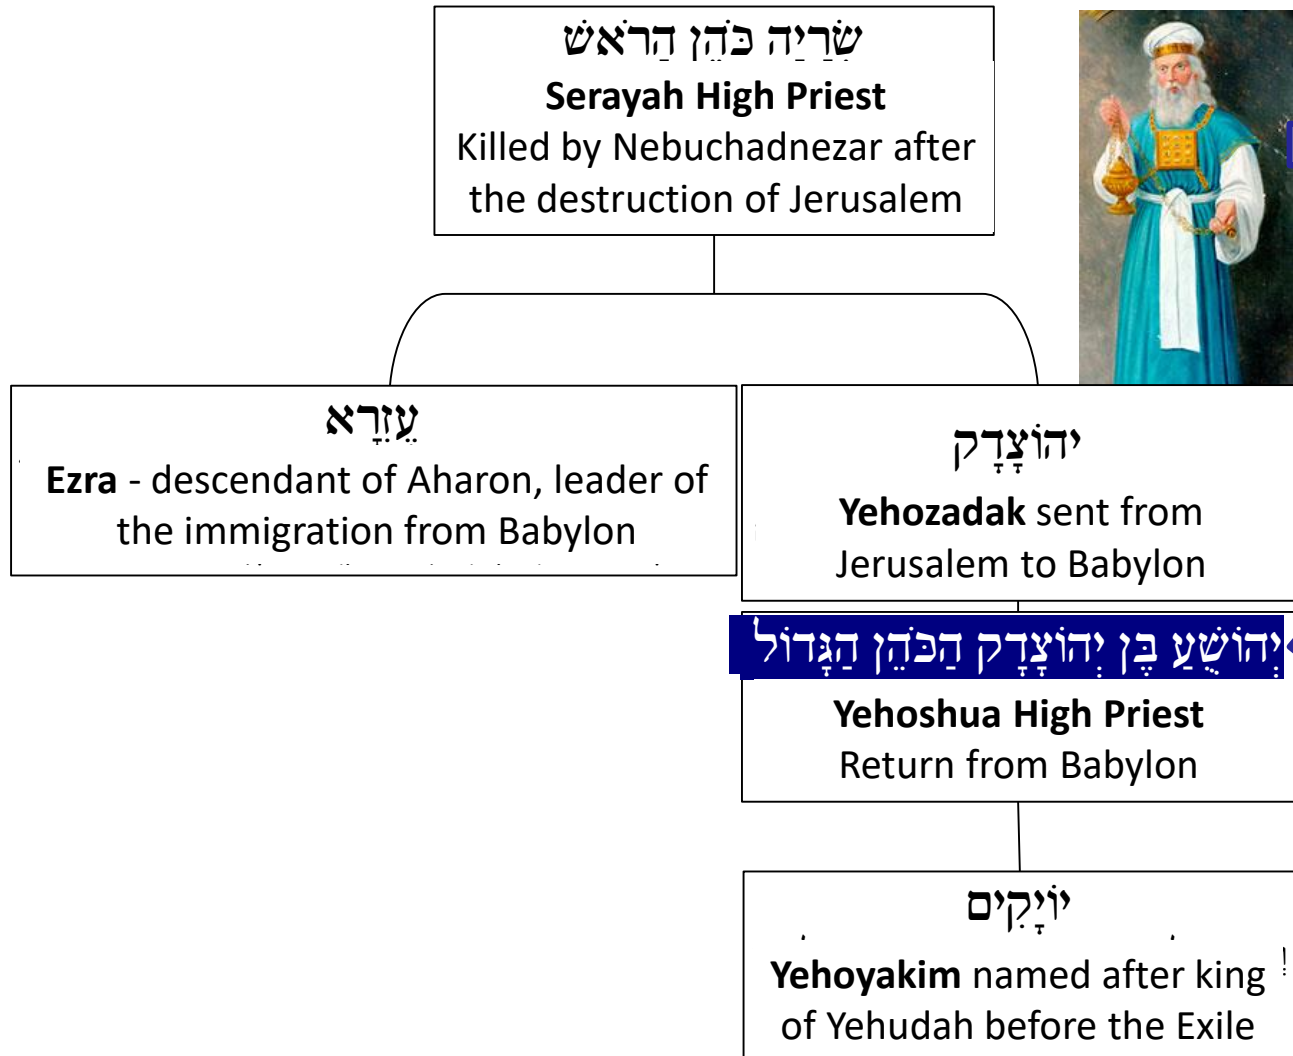 שְׂרָיָה כֹּהֵן הָרֹאשׁ
Serayah High Priest
Killed by Nebuchadnezar after
the destruction of Jerusalem
עֶזְרָא
Ezra - descendant of Aharon, leader of
the immigration from Babylon
יהוֹצָדָק
Yehozadak sent from
Jerusalem to Babylon
יְהוֹשֻׁעַ בֶּן יְהוֹצָדָק הַכֹּהֵן הַגָּדוֹל
Yehoshua High Priest
Return from Babylon
יוֹיָקִים
Yehoyakim named after king
of Yehudah before the Exile